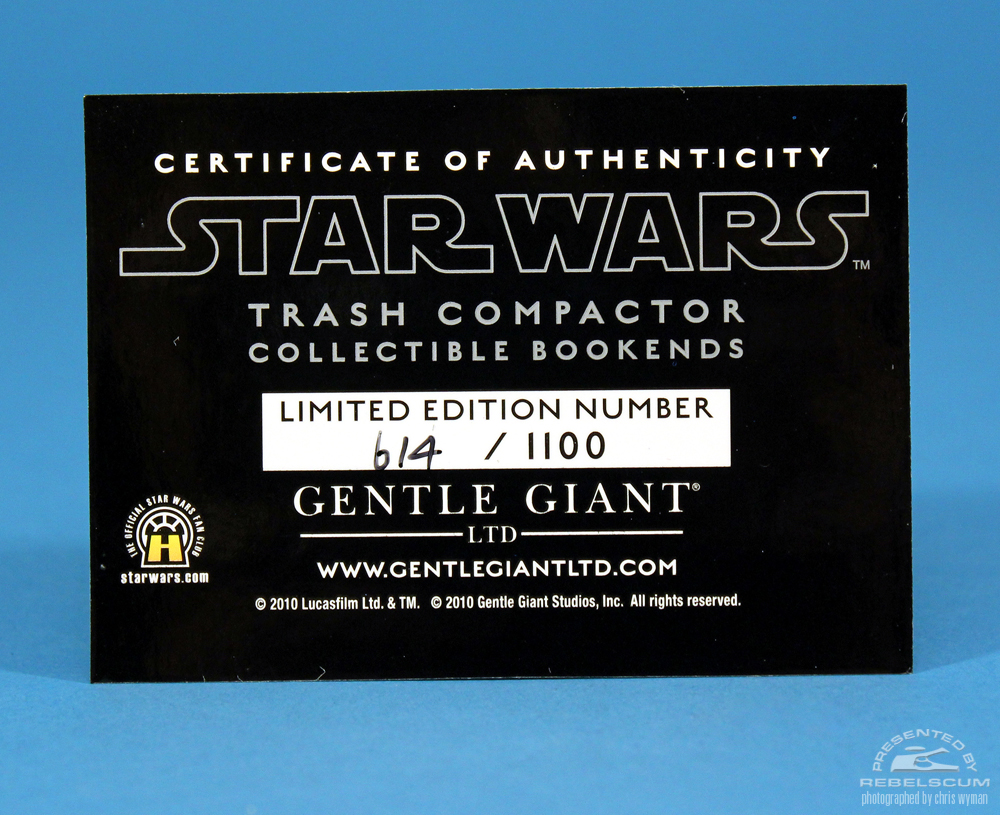 CERTIFICATE OF AUTHENTICITY
STAR WARS TM
TRASH COMPACTOR
COLLECTIBLE BOOKENDS
LIMITED EDITION NUMBER
614 / 1100
GENTLE GIANT®
LTD
WWW.GENTLEGIANTLTD.COM
© 2010 Lucasfilm Ltd. & TM. © 2010 Gentle Giant Studios, Inc. All rights reserved.
THE OFFICIAL STAR WARS FAN CLUB
H
starwars.com
PRESENTED BY
REBELSCUM
photographed by chris wyman